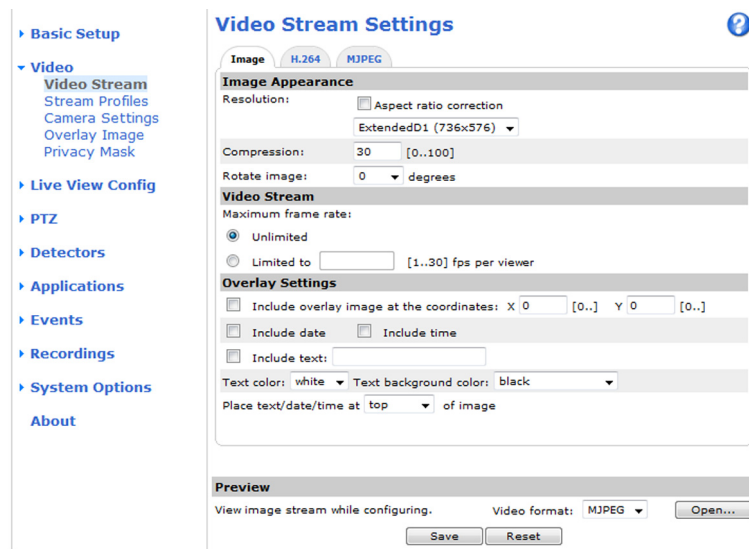 Basic Setup
Video
Video Stream
Stream Profiles
Camera Settings
Overlay Image
Privacy Mask
Live View Config
PTZ
Detectors
Applications
Events
Recordings
System Options
About
Video Stream Settings
?
Image H.264 MJPEG
Image Appearance
Resolution: Aspect ratio correction
ExtendedD1 (736x576)
Compression: 30 [0..100]
Rotate image: 0 degrees
Video Stream
Maximum frame rate:
Unlimited
Limited to [1..30] fps per viewer
Overlay Settings
Include overlay image at the coordinates: X 0 [0..] Y 0 [0..]
Include date Include time
Include text:
Text color: white Text background color: black
Place text/date/time at top of image
Preview
View image stream while configuring. Video format: MJPEG Open...
Save Reset